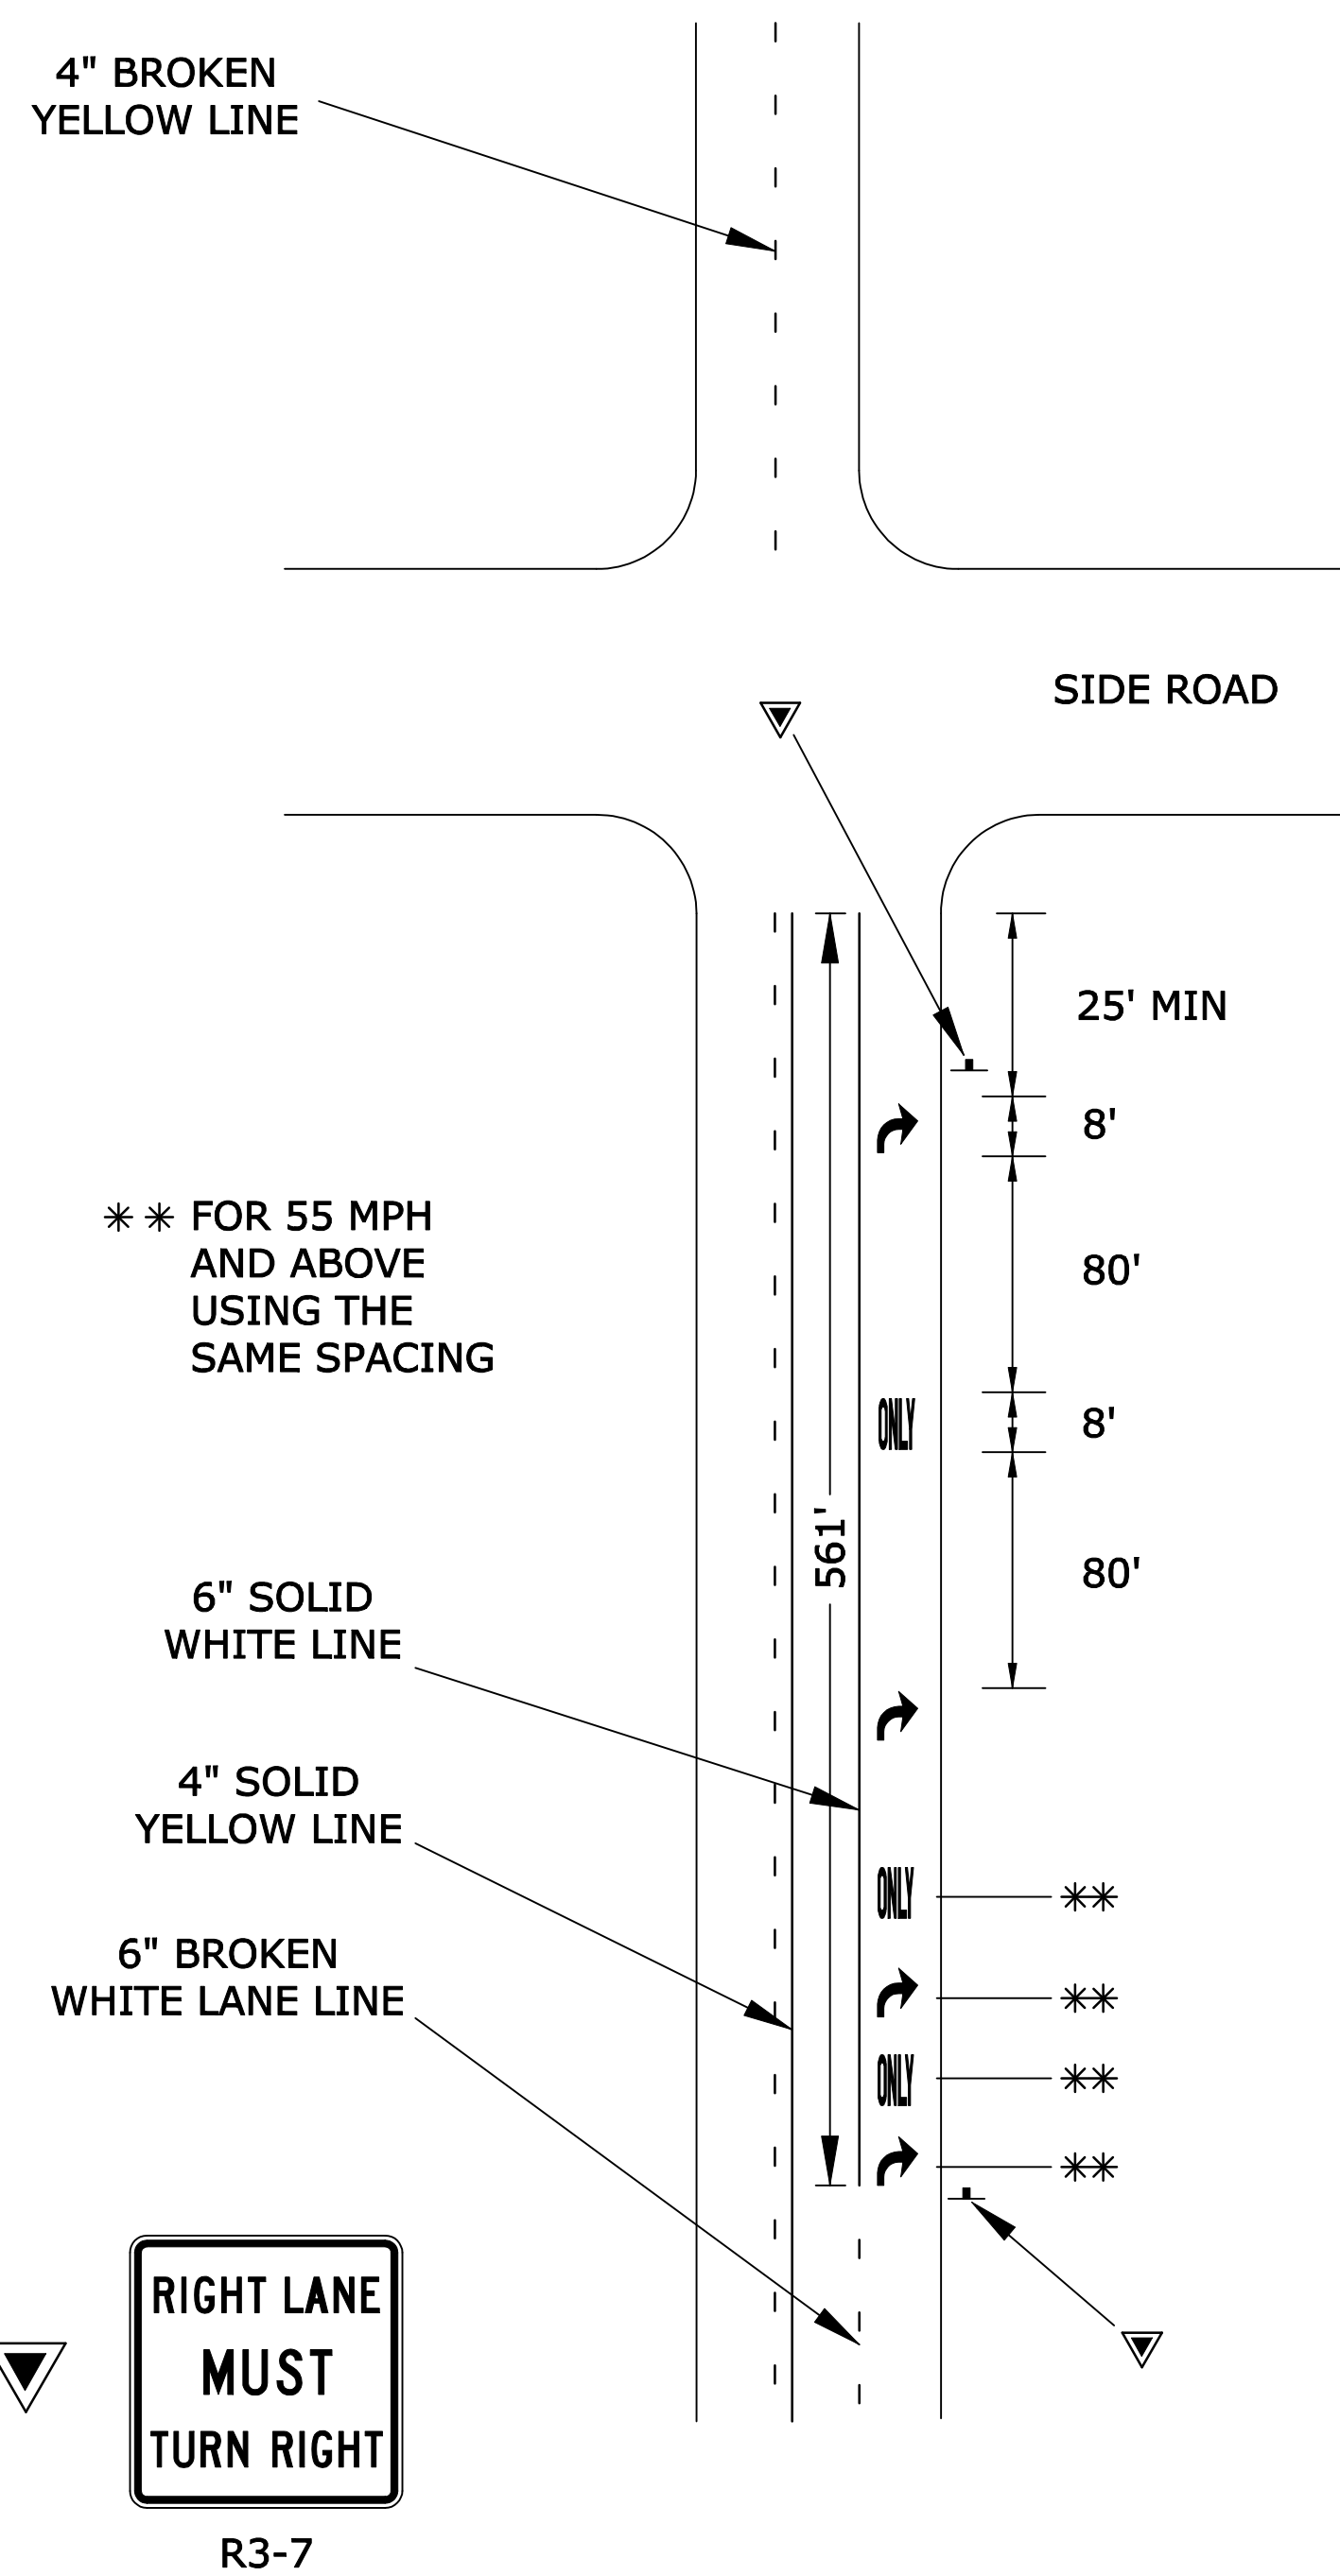 4" BROKEN
YELLOW LINE
SIDE ROAD
25' MIN
8'
** FOR 55 MPH
AND ABOVE
USING THE
SAME SPACING
80'
ONLY
8'
561'
80'
6" SOLID
WHITE LINE
4" SOLID
YELLOW LINE
ONLY
**
6" BROKEN
WHITE LANE LINE
**
ONLY
**
**
RIGHT LANE
MUST
TURN RIGHT
R3-7